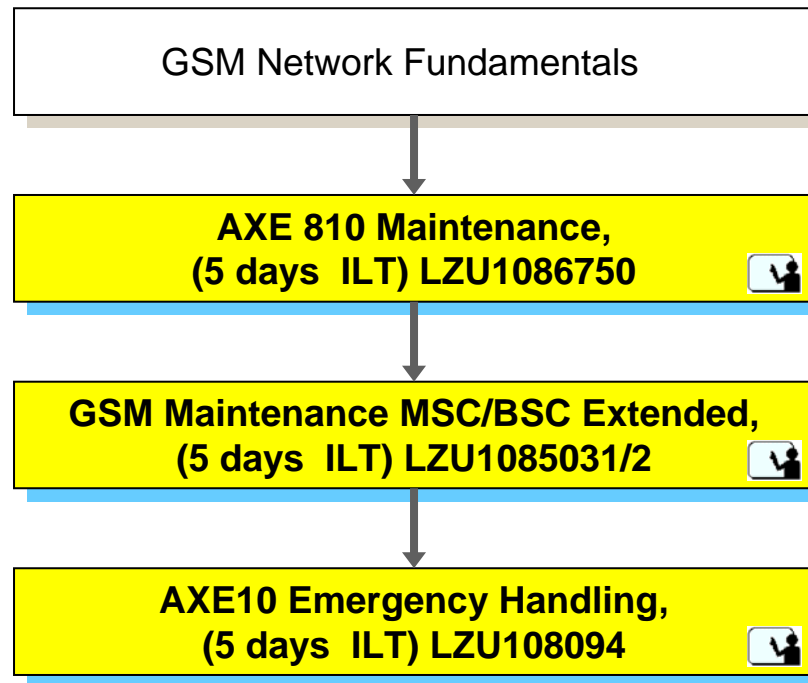 GSM Network Fundamentals
AXE 810 Maintenance,
(5 days ILT) LZU1086750
GSM Maintenance MSC/BSC Extended,
(5 days ILT) LZU1085031/2
AXE10 Emergency Handling,
(5 days ILT) LZU108094